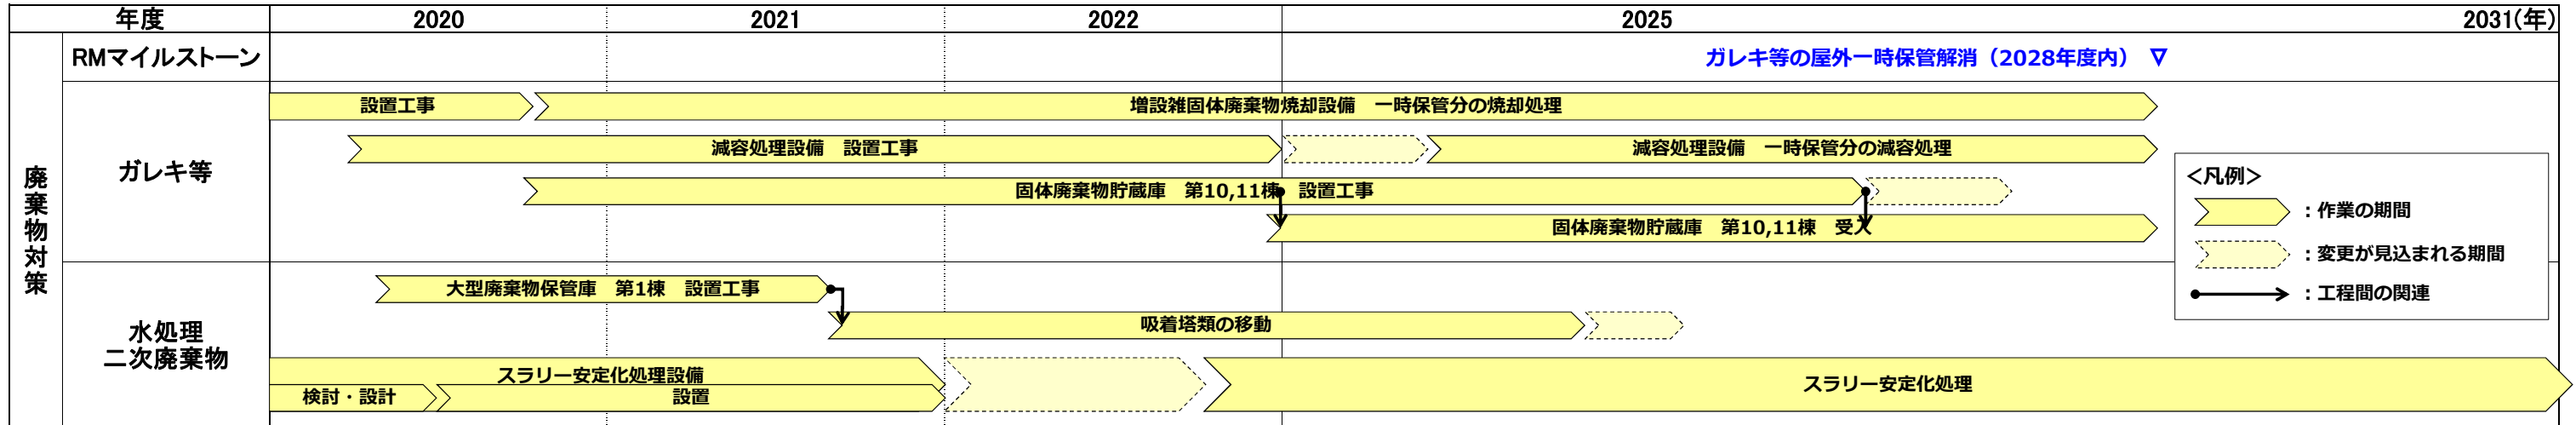 年度 2020 2021 2022 2025 2031(年)
廃棄物対策
RMマイルストーン
ガレキ等の屋外一時保管解消（2028年度内） ∇
ガレキ等
設置工事
増設雑固体廃棄物焼却設備　一時保管分の焼却処理
減容処理設備　設置工事
減容処理設備　一時保管分の減容処理
固体廃棄物貯蔵庫　第10,11棟　設置工事
固体廃棄物貯蔵庫　第10,11棟　受入
水処理
二次廃棄物
大型廃棄物保管庫　第1棟　設置工事
吸着塔類の移動
スラリー安定化処理設備
検討・設計
設置
スラリー安定化処理
＜凡例＞
：作業の期間
：変更が見込まれる期間
：工程間の関連